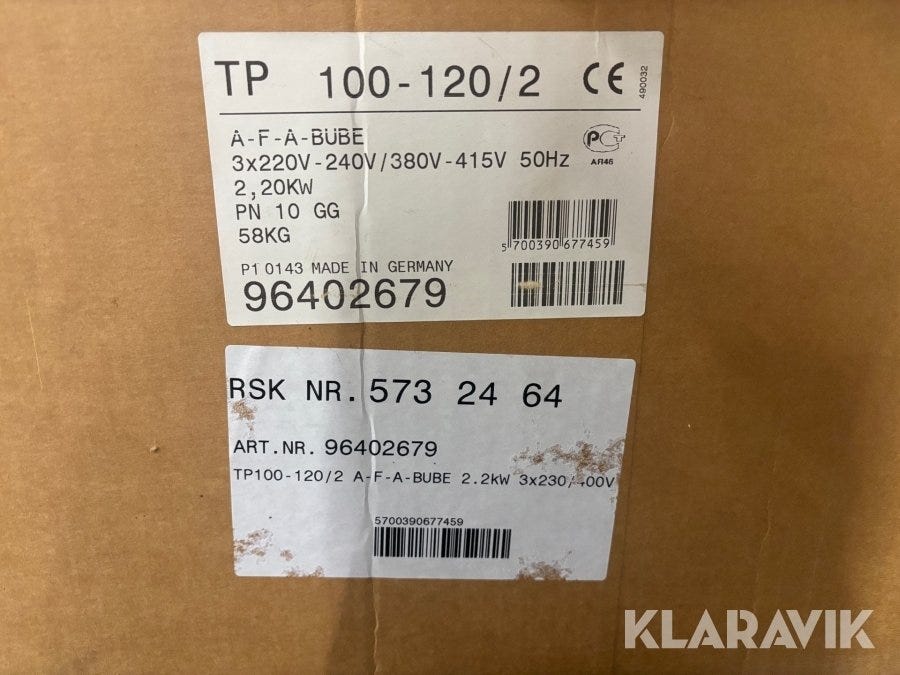 TP 100-120/2 CE
490032
A-F-A-BUBE
3x220V-240V/380V-415V 50Hz
2,20KW
PN 10 GG
58KG
AR46
5 700390 677459
P1 0143 MADE IN GERMANY
96402679
RSK NR. 573 24 64
ART.NR. 96402679
TP100-120/2 A-F-A-BUBE 2.2kW 3x230/400V
5700390677459
KLARAVIK